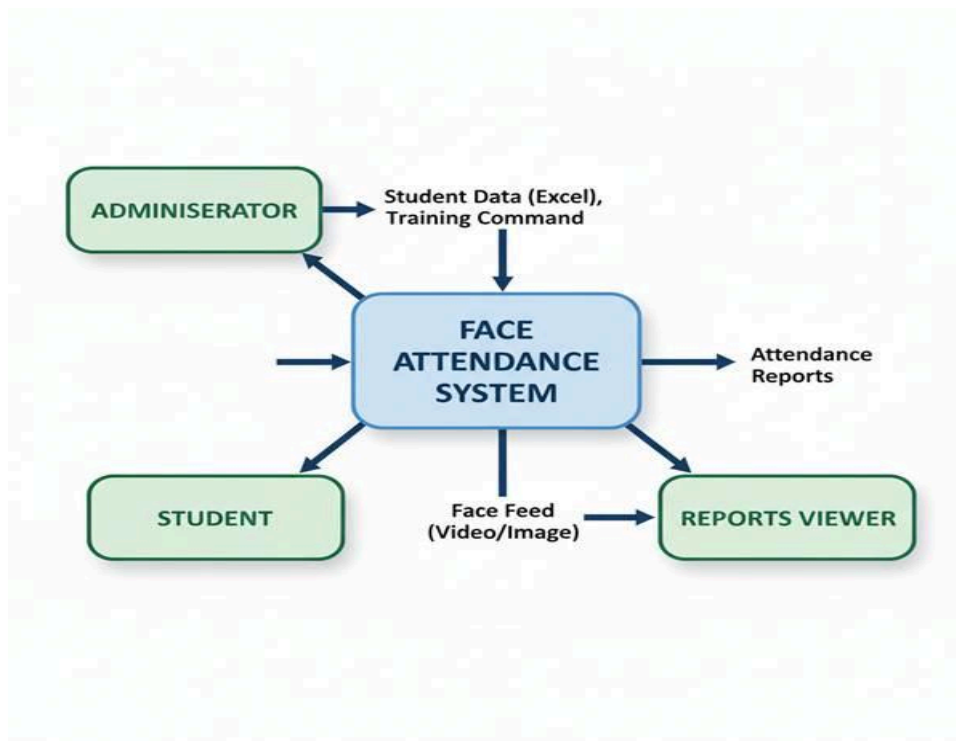 ADMINISERATOR
Student Data (Excel),
Training Command
FACE
ATTENDANCE
SYSTEM
Attendance
Reports
STUDENT
Face Feed
(Video/Image)
REPORTS VIEWER